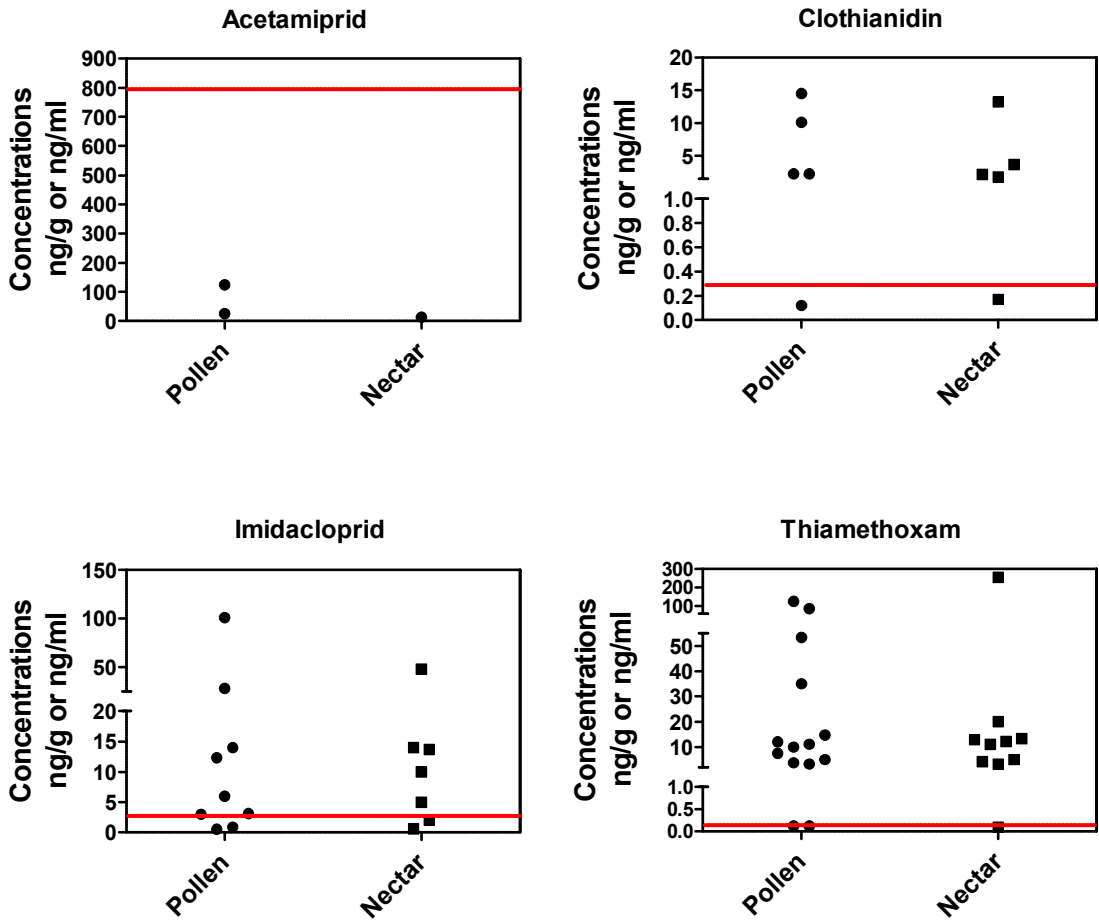 Acetamiprid
Concentrations
ng/g or ng/ml
900
800
700
600
500
400
300
200
100
0
Pollen
Nectar
Clothianidin
Concentrations
ng/g or ng/ml
20
15
10
5
1.0
0.8
0.6
0.4
0.2
0.0
Pollen
Nectar
Imidacloprid
Concentrations
ng/g or ng/ml
150
100
50
20
15
10
5
0
Pollen
Nectar
Thiamethoxam
Concentrations
ng/g or ng/ml
300
200
100
50
40
30
20
10
1.0
0.5
0.0
Pollen
Nectar